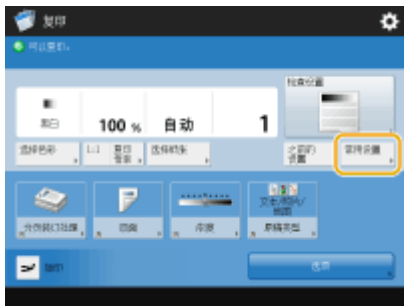 复印
可以复印。
检查设置
黑白
100 %
自动
1
选择色彩
1:1
复印
倍率
选择纸张
之前的
设置
常用设置
分页装订处理
双面
浓度
文本/照片/
地图
原稿类型
选项